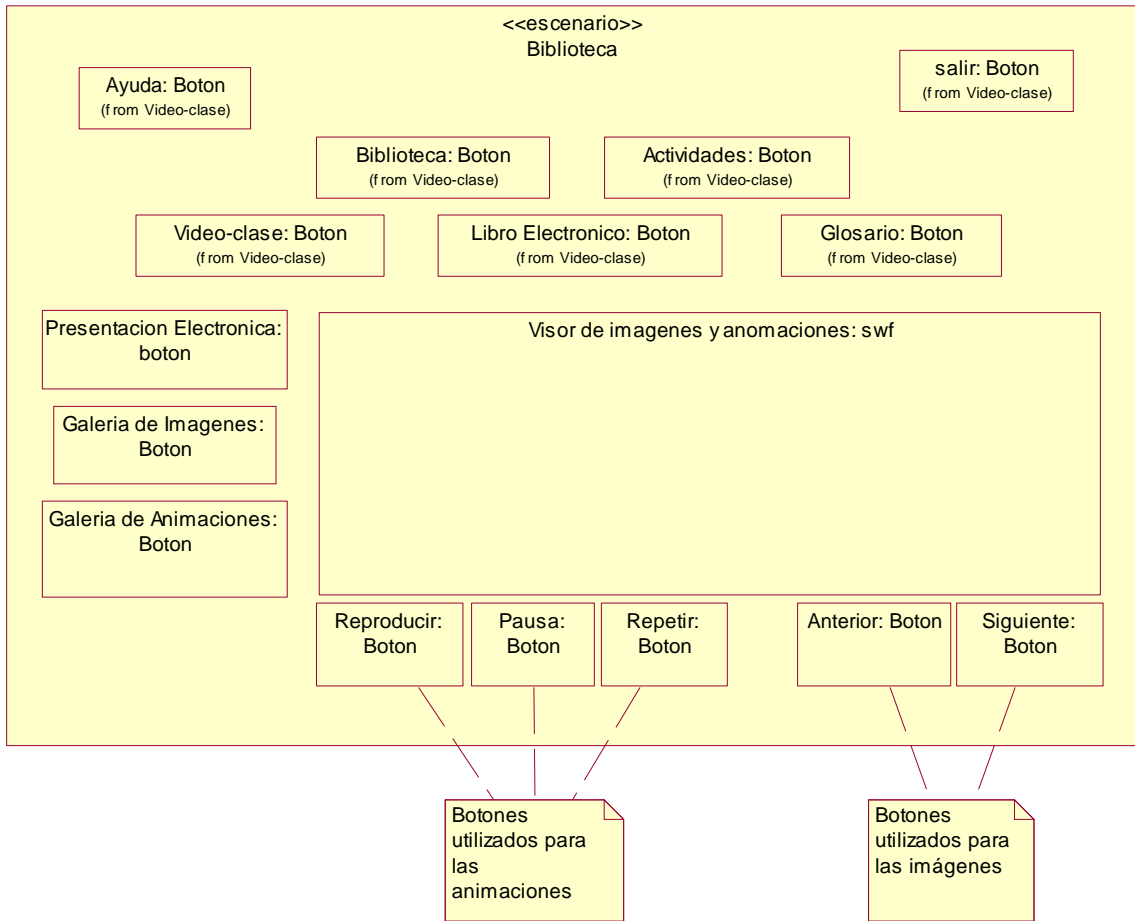 <<escenario>>
Biblioteca
Ayuda: Boton
(from Video-clase)
salir: Boton
(from Video-clase)
Biblioteca: Boton
(from Video-clase)
Actividades: Boton
(from Video-clase)
Video-clase: Boton
(from Video-clase)
Libro Electronico: Boton
(from Video-clase)
Glosario: Boton
(from Video-clase)
Presentacion Electronica:
boton
Visor de imagenes y anomaciones: swf
Galeria de Imagenes:
Boton
Galeria de Animaciones:
Boton
Reproducir:
Boton
Pausa:
Boton
Repetir:
Boton
Anterior: Boton
Siguiente:
Boton
Botones
utilizados para
las
animaciones
Botones
utilizados para
las imágenes